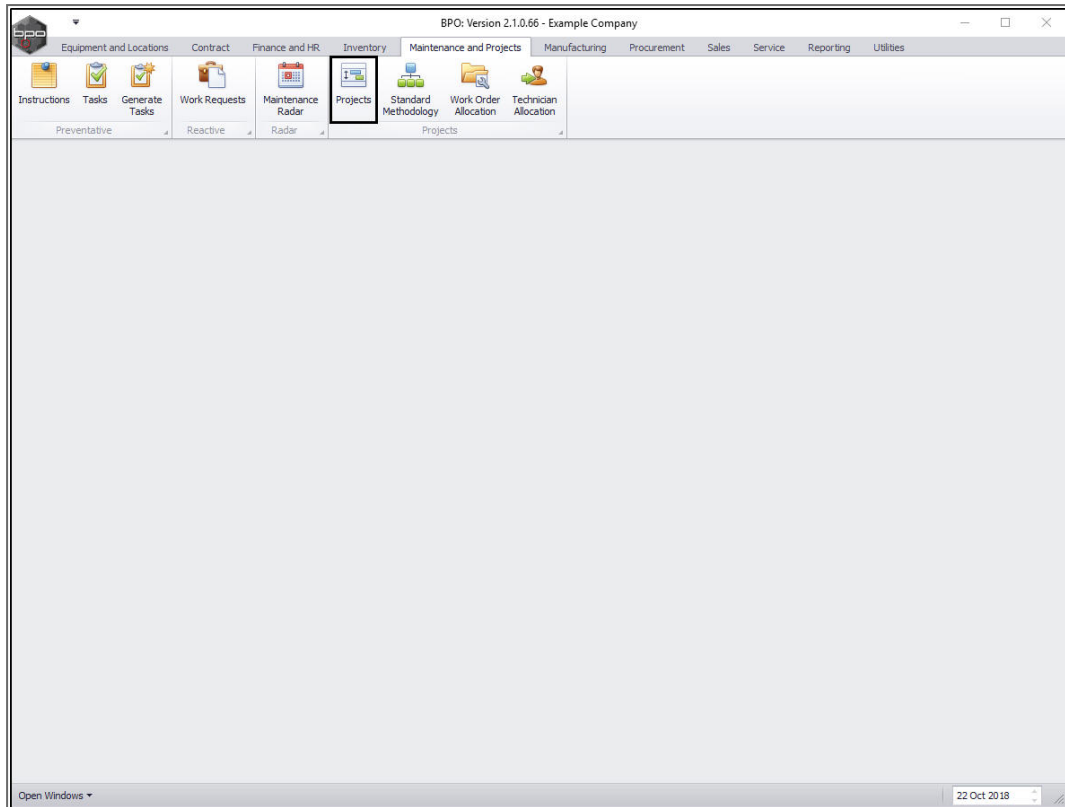 BPO: Version 2.1.0.66 - Example Company
bpo
Equipment and Locations Contract Finance and HR Inventory Maintenance and Projects Manufacturing Procurement Sales Service Reporting Utilities
Instructions Tasks Generate Work Requests Maintenance Projects Standard Work Order Technician
Tasks Radar Methodology Allocation Allocation
Preventative Reactive Radar Projects
Open Windows 22 Oct 2018